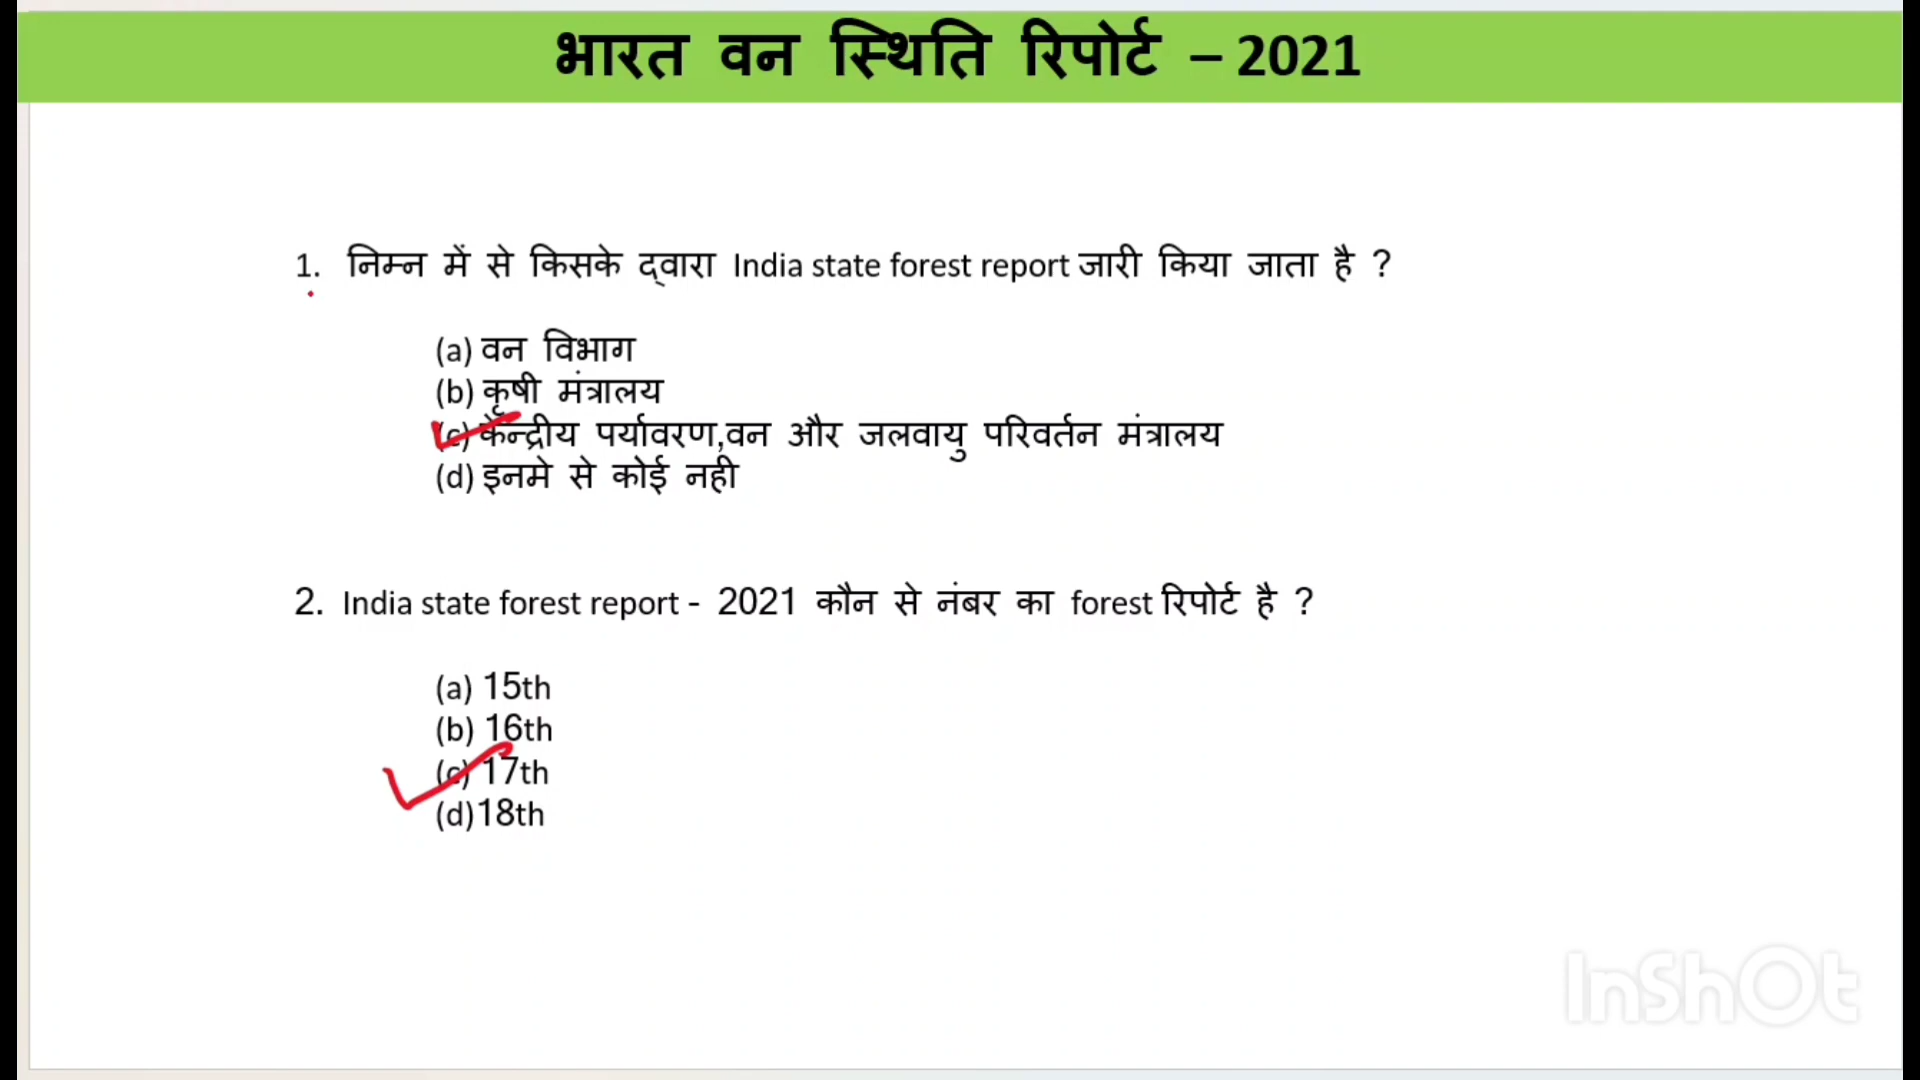 भारत वन स्थिति रिपोर्ट – 2021
1. निम्न में से किसके द्वारा India state forest report जारी किया जाता है ?
(a) वन विभाग
(b) कृषी मंत्रालय
(c) केन्द्रीय पर्यावरण,वन और जलवायु परिवर्तन मंत्रालय
(d) इनमे से कोई नही
2. India state forest report - 2021 कौन से नंबर का forest रिपोर्ट है ?
(a) 15th
(b) 16th
(c) 17th
(d)18th
InShOt